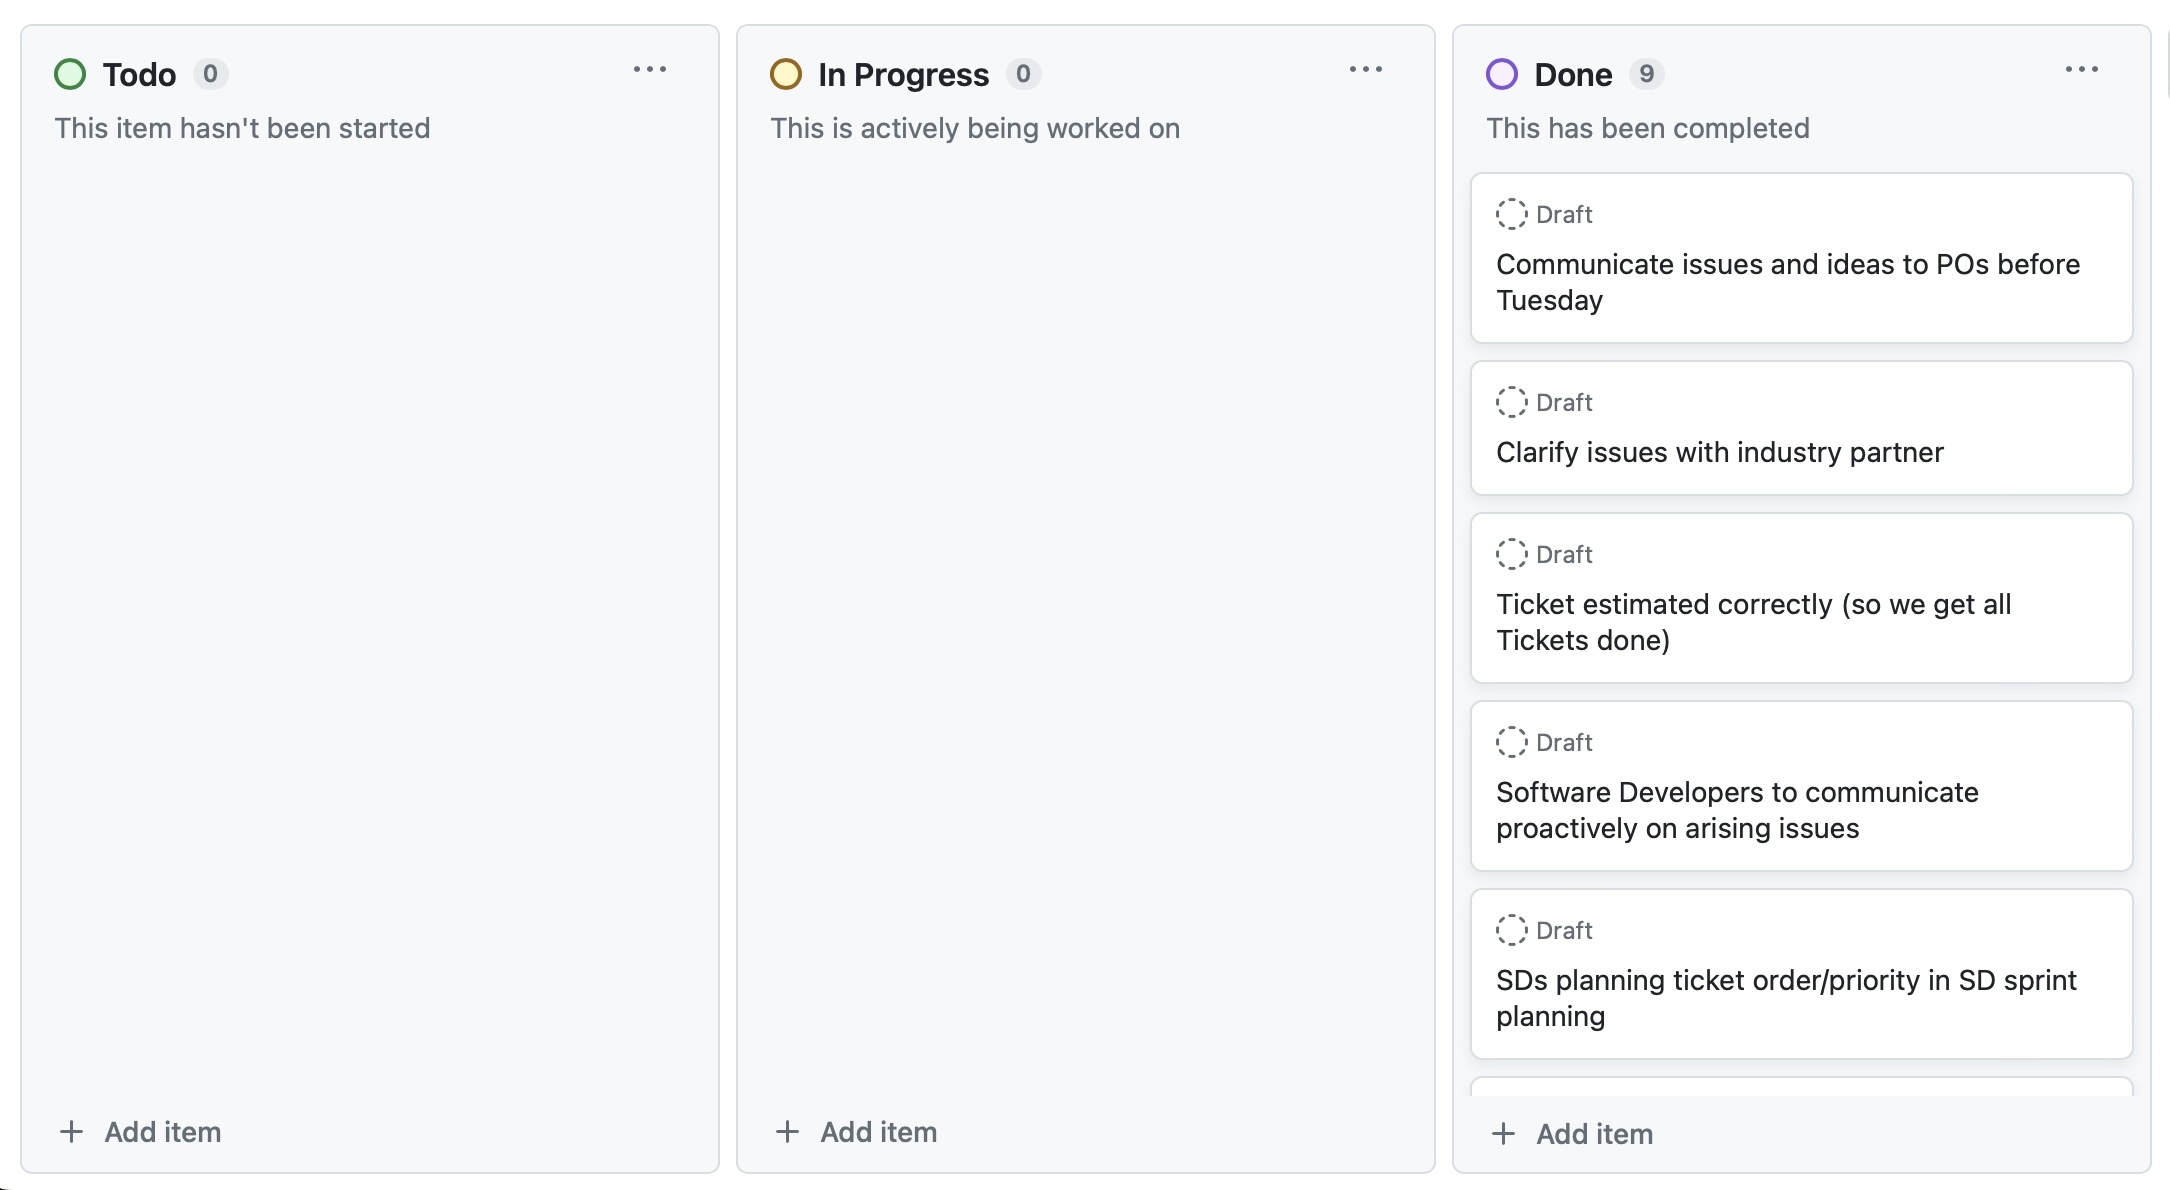 Todo 0
This item hasn't been started
Add item
In Progress 0
This is actively being worked on
Add item
Done 9
This has been completed
Draft
Communicate issues and ideas to POs before
Tuesday
Draft
Clarify issues with industry partner
Draft
Ticket estimated correctly (so we get all
Tickets done)
Draft
Software Developers to communicate
proactively on arising issues
Draft
SDs planning ticket order/priority in SD sprint
planning
Add item